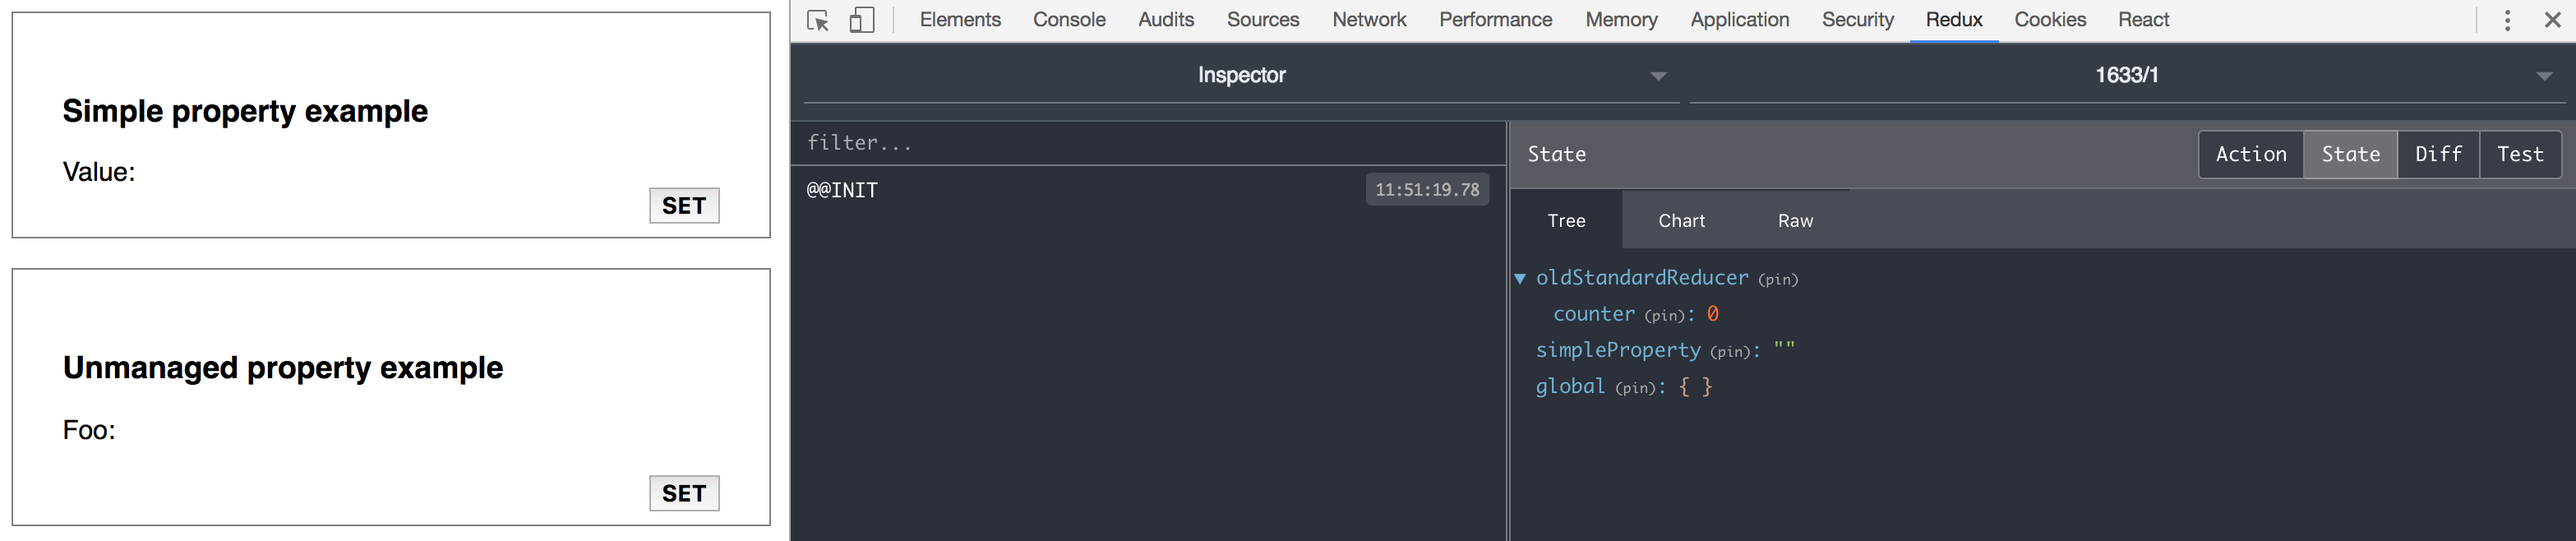 Simple property example
Value:
SET
Unmanaged property example
Foo:
SET
Elements Console Audits Sources Network Performance Memory Application Security Redux Cookies React
Inspector 1633/1
filter...
@@INIT 11:51:19.78
State Action State Diff Test
Tree Chart Raw
oldStandardReducer (pin)
counter (pin): 0
simpleProperty (pin): ""
global (pin): { }